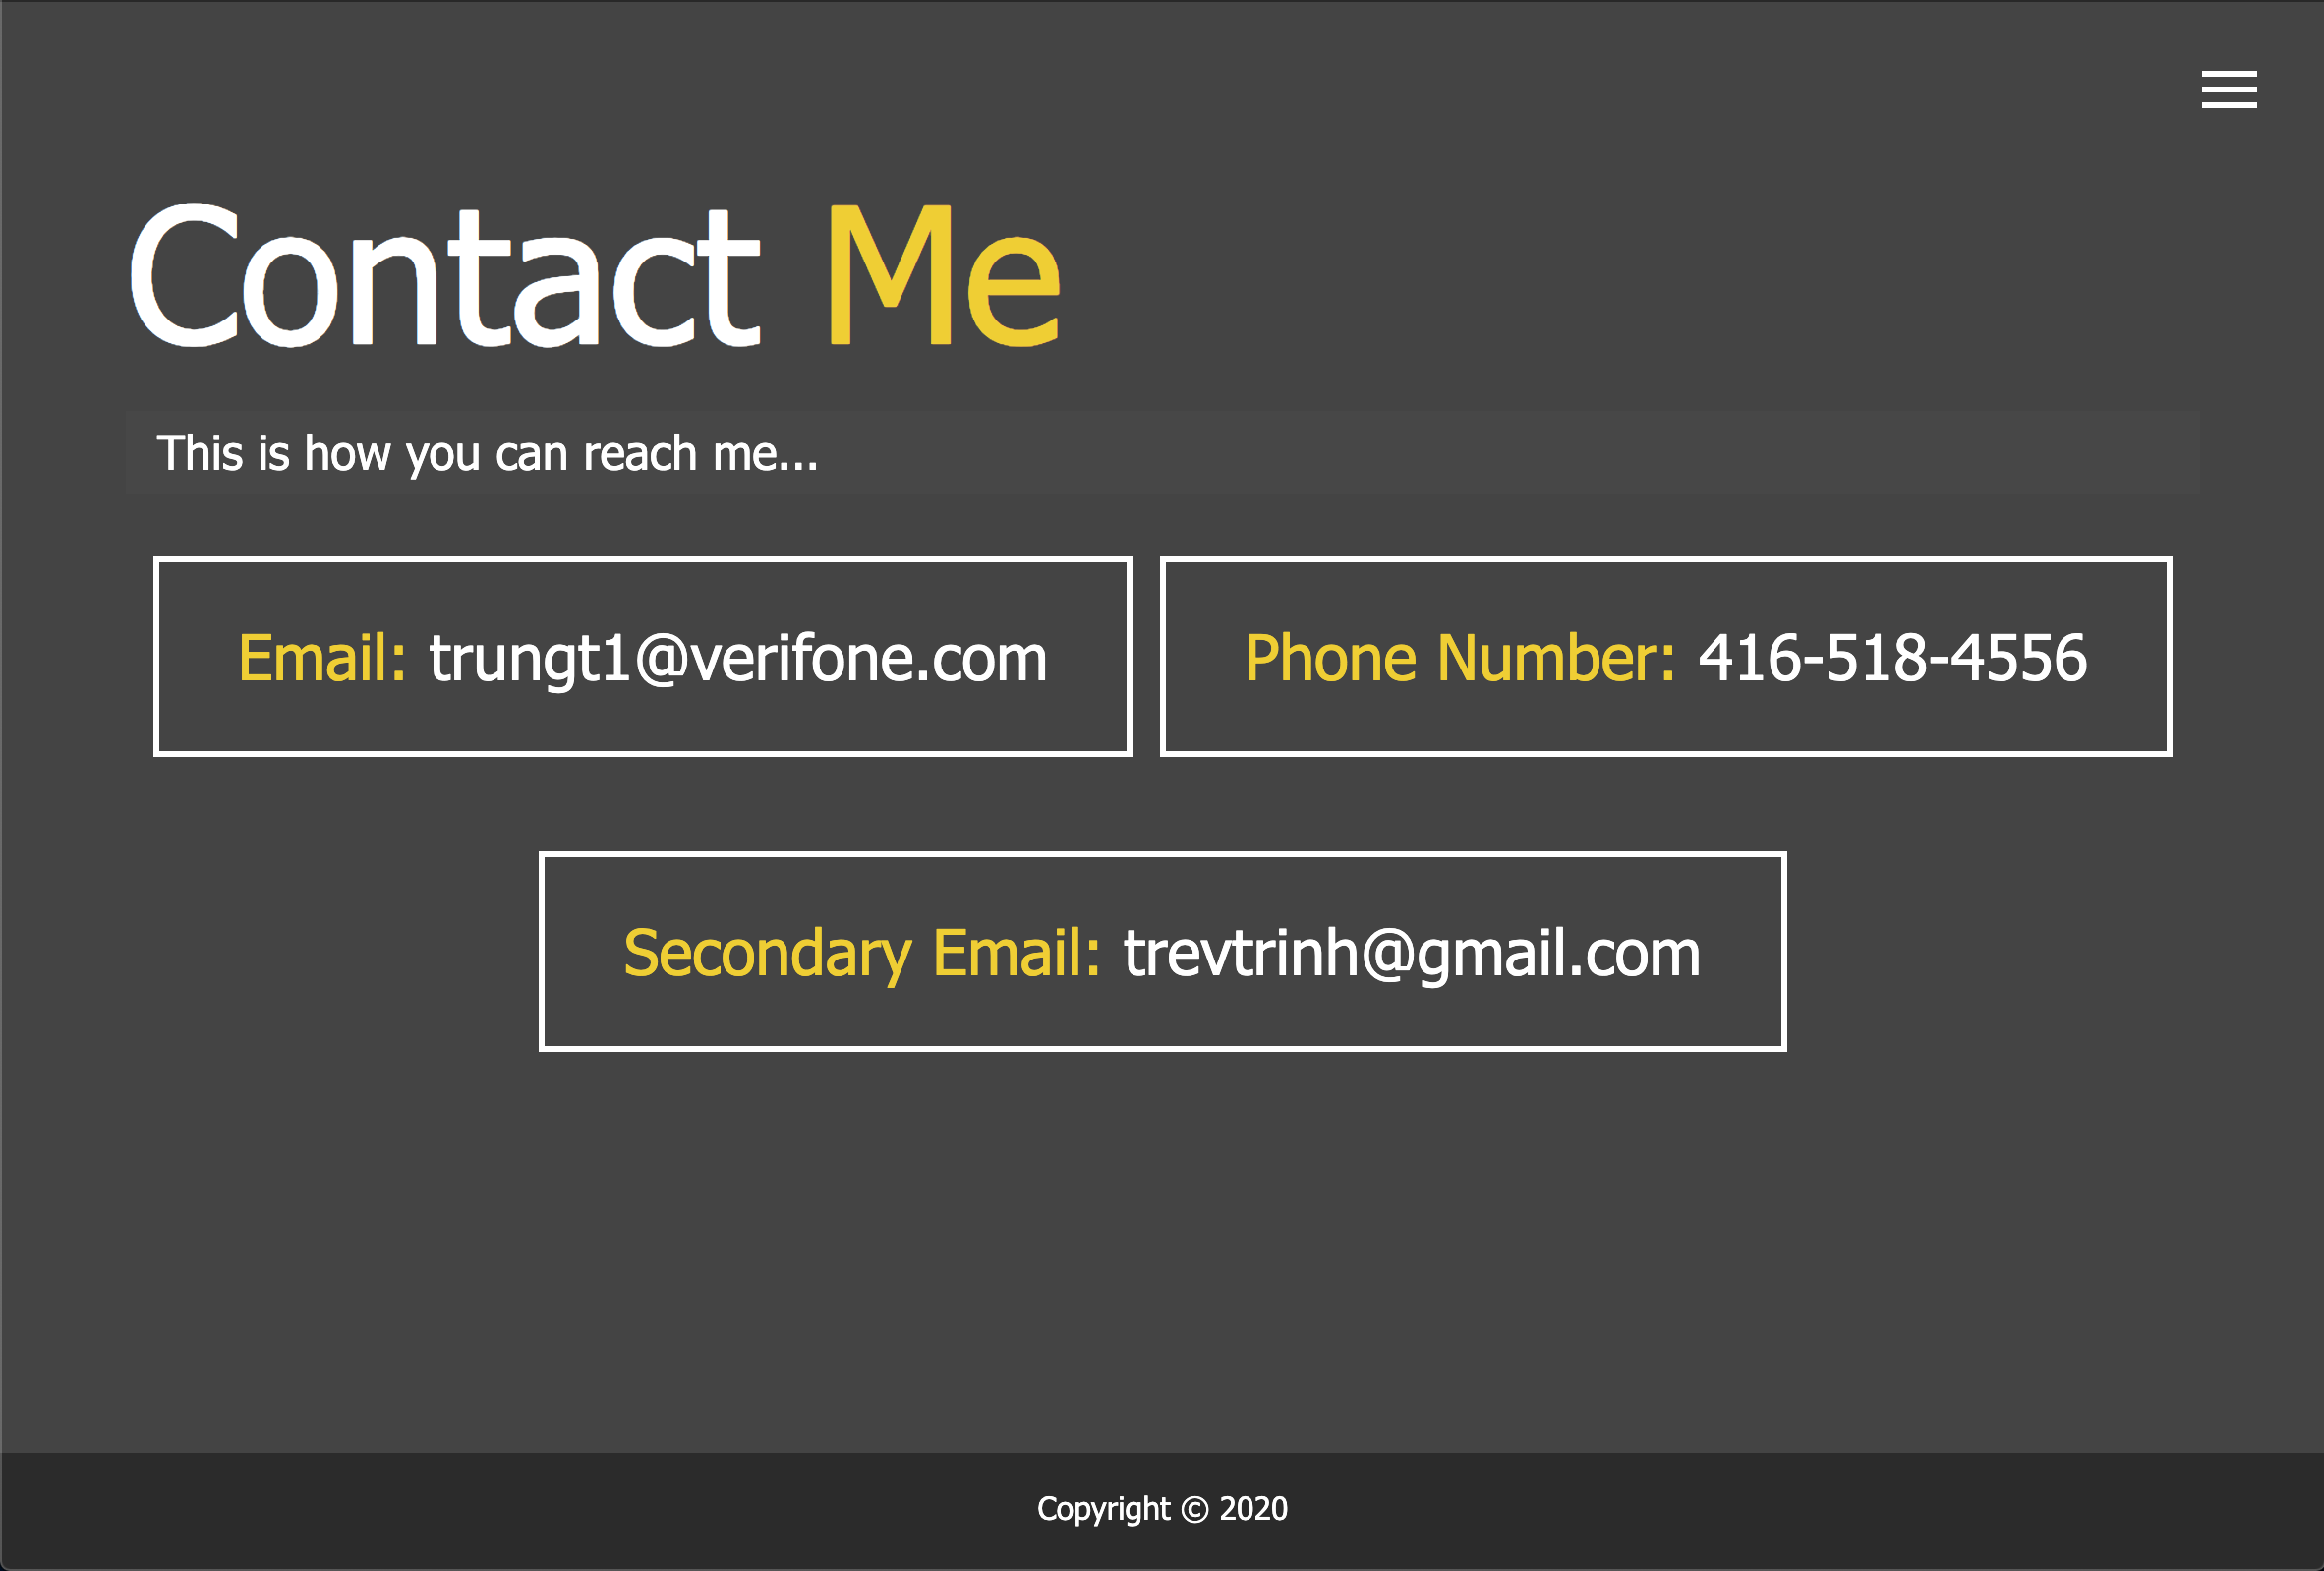 Contact Me
This is how you can reach me...
Email: trungt1@verifone.com
Phone Number: 416-518-4556
Secondary Email: trevtrinh@gmail.com
Copyright © 2020